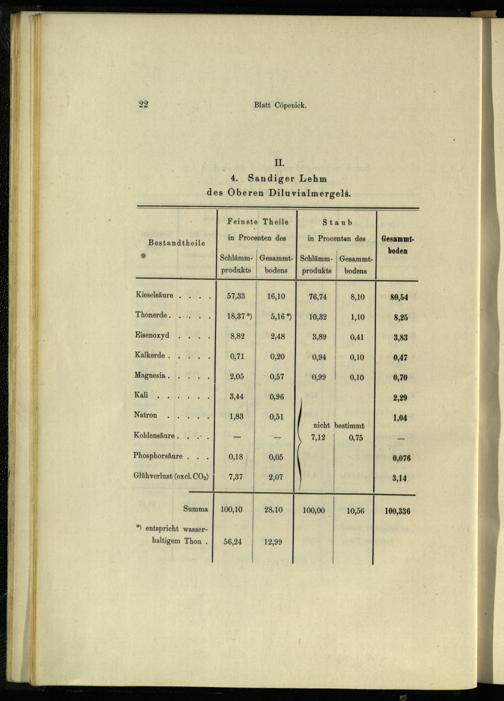 22 Blatt Cöpenick.
II.
4. Sandiger Lehm
des Oberen Diluvialmergels.
Bestandtheile Feinste Theile Staub Gesammt-
boden
in Procenten des in Procenten des
Schlämm- Gesammt- Schlämm- Gesammt-
produkts bodens produkts bodens
Kieselsäure . . . . 57,33 16,10 76,74 8,10 80,54
Thonerde . . . . . 18,37*) 5,16*) 10,32 1,10 8,25
Eisenoxyd . . . . 8,82 2,48 3,89 0,41 3,83
Kalkerde . . . . . 0,71 0,20 0,94 0,10 0,47
Magnesia . . . . . 2,05 0,57 0,99 0,10 0,70
Kali . . . . . . 3,44 0,96 2,29
Natron . . . . . 1,83 0,51 1,04
nicht bestimmt
Kohlensäure . . . . — — 7,12 0,75 —
Phosphorsäure . . . 0,18 0,05 0,076
Glühverlust (excl. CO₂) 7,37 2,07 3,14
Summa 100,10 28,10 100,00 10,56 100,336
*) entspricht wasser-
haltigem Thon . 56,24 12,99